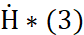 Ḣ ∗ (3)